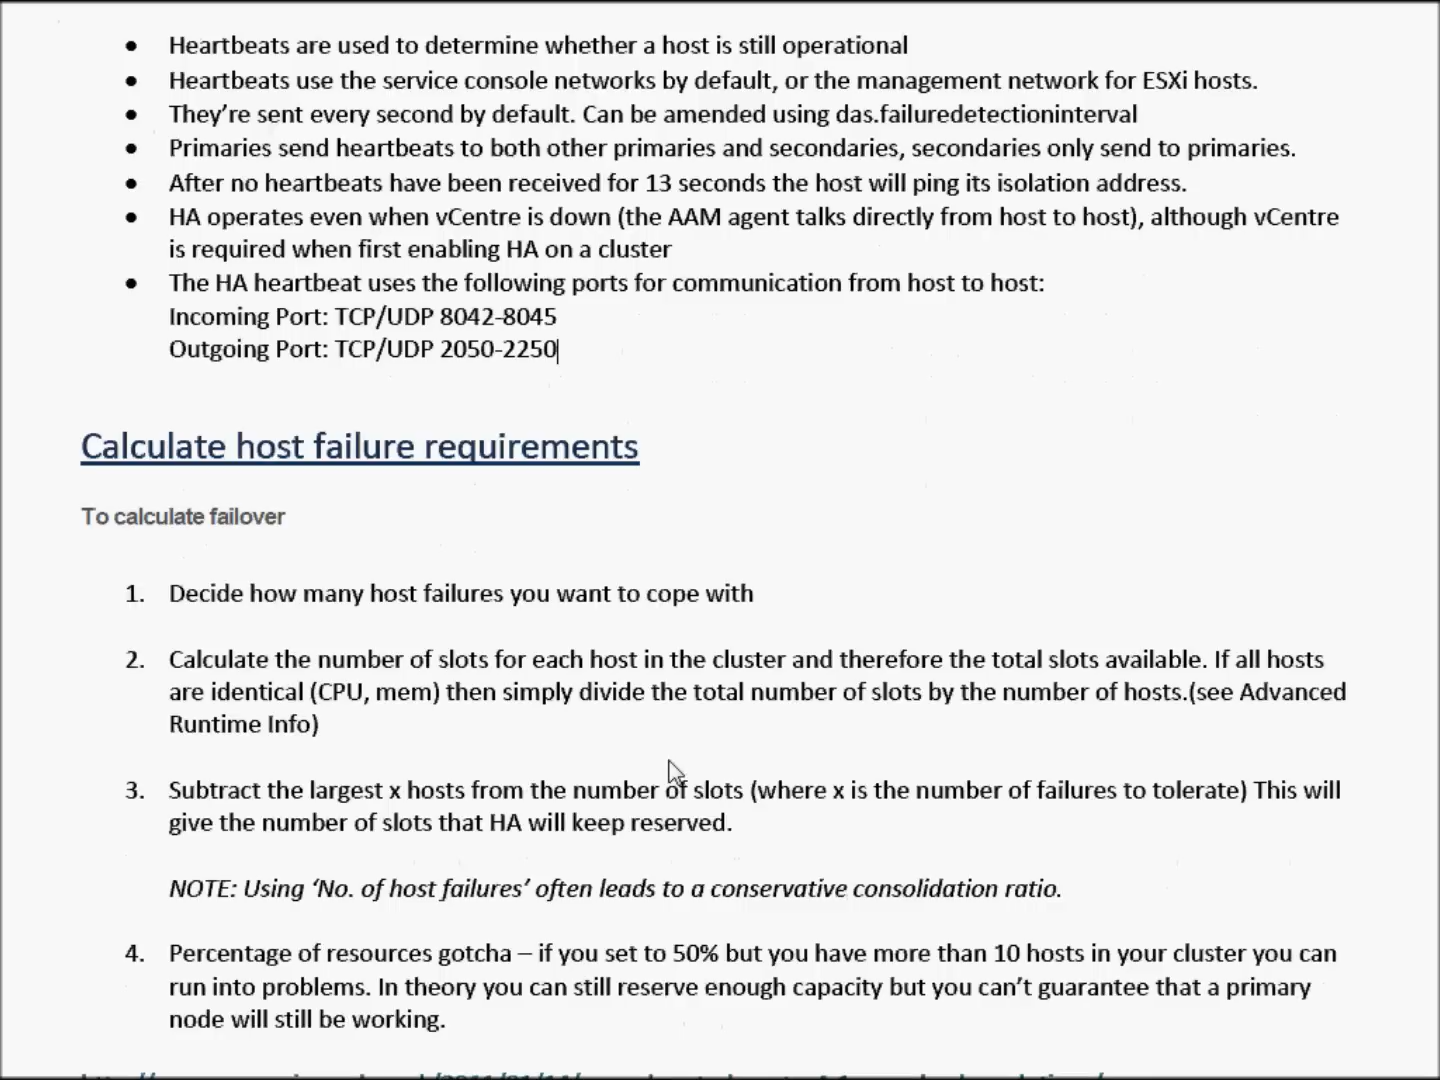 • Heartbeats are used to determine whether a host is still operational
• Heartbeats use the service console networks by default, or the management network for ESXi hosts.
• They’re sent every second by default. Can be amended using das.failuredetectioninterval
• Primaries send heartbeats to both other primaries and secondaries, secondaries only send to primaries.
• After no heartbeats have been received for 13 seconds the host will ping its isolation address.
• HA operates even when vCentre is down (the AAM agent talks directly from host to host), although vCentre
is required when first enabling HA on a cluster
• The HA heartbeat uses the following ports for communication from host to host:
Incoming Port: TCP/UDP 8042-8045
Outgoing Port: TCP/UDP 2050-2250
Calculate host failure requirements
To calculate failover
1. Decide how many host failures you want to cope with
2. Calculate the number of slots for each host in the cluster and therefore the total slots available. If all hosts
are identical (CPU, mem) then simply divide the total number of slots by the number of hosts.(see Advanced
Runtime Info)
3. Subtract the largest x hosts from the number of slots (where x is the number of failures to tolerate) This will
give the number of slots that HA will keep reserved.
NOTE: Using ‘No. of host failures’ often leads to a conservative consolidation ratio.
4. Percentage of resources gotcha – if you set to 50% but you have more than 10 hosts in your cluster you can
run into problems. In theory you can still reserve enough capacity but you can’t guarantee that a primary
node will still be working.